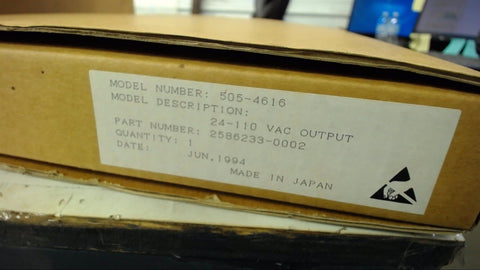 MODEL NUMBER: 505-4616
MODEL DESCRIPTION:
24-110 VAC OUTPUT
PART NUMBER: 2586233-0002
QUANTITY: 1
DATE: JUN,1994
MADE IN JAPAN